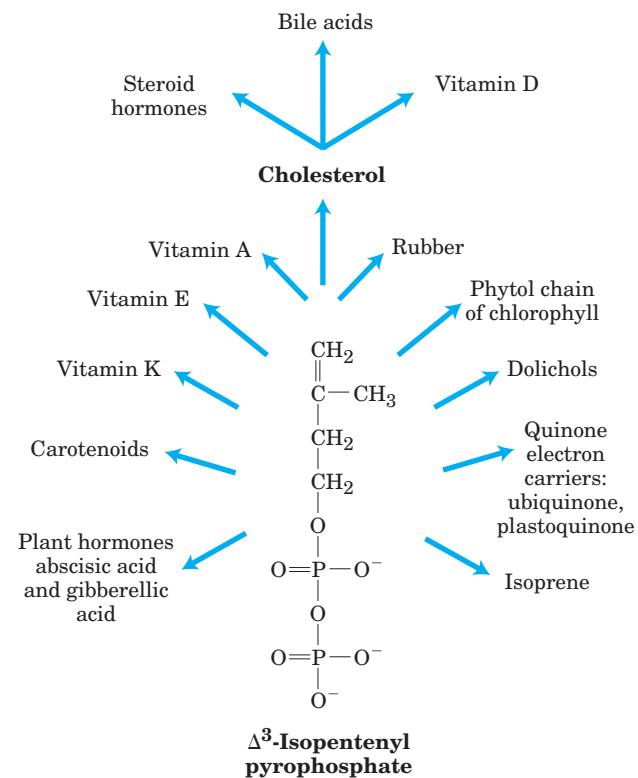 Bile acids
Steroid
hormones
Vitamin D
Cholesterol
Vitamin A
Rubber
Vitamin E
Phytol chain
of chlorophyll
Vitamin K
Dolichols
Carotenoids
Quinone
electron
carriers:
ubiquinone,
plastoquinone
Plant hormones
abscisic acid
and gibberellic
acid
Isoprene
CH₂
C—CH₃
CH₂
CH₂
O
O=P—O⁻
O
O=P—O⁻
O⁻
Δ³-Isopentenyl
pyrophosphate